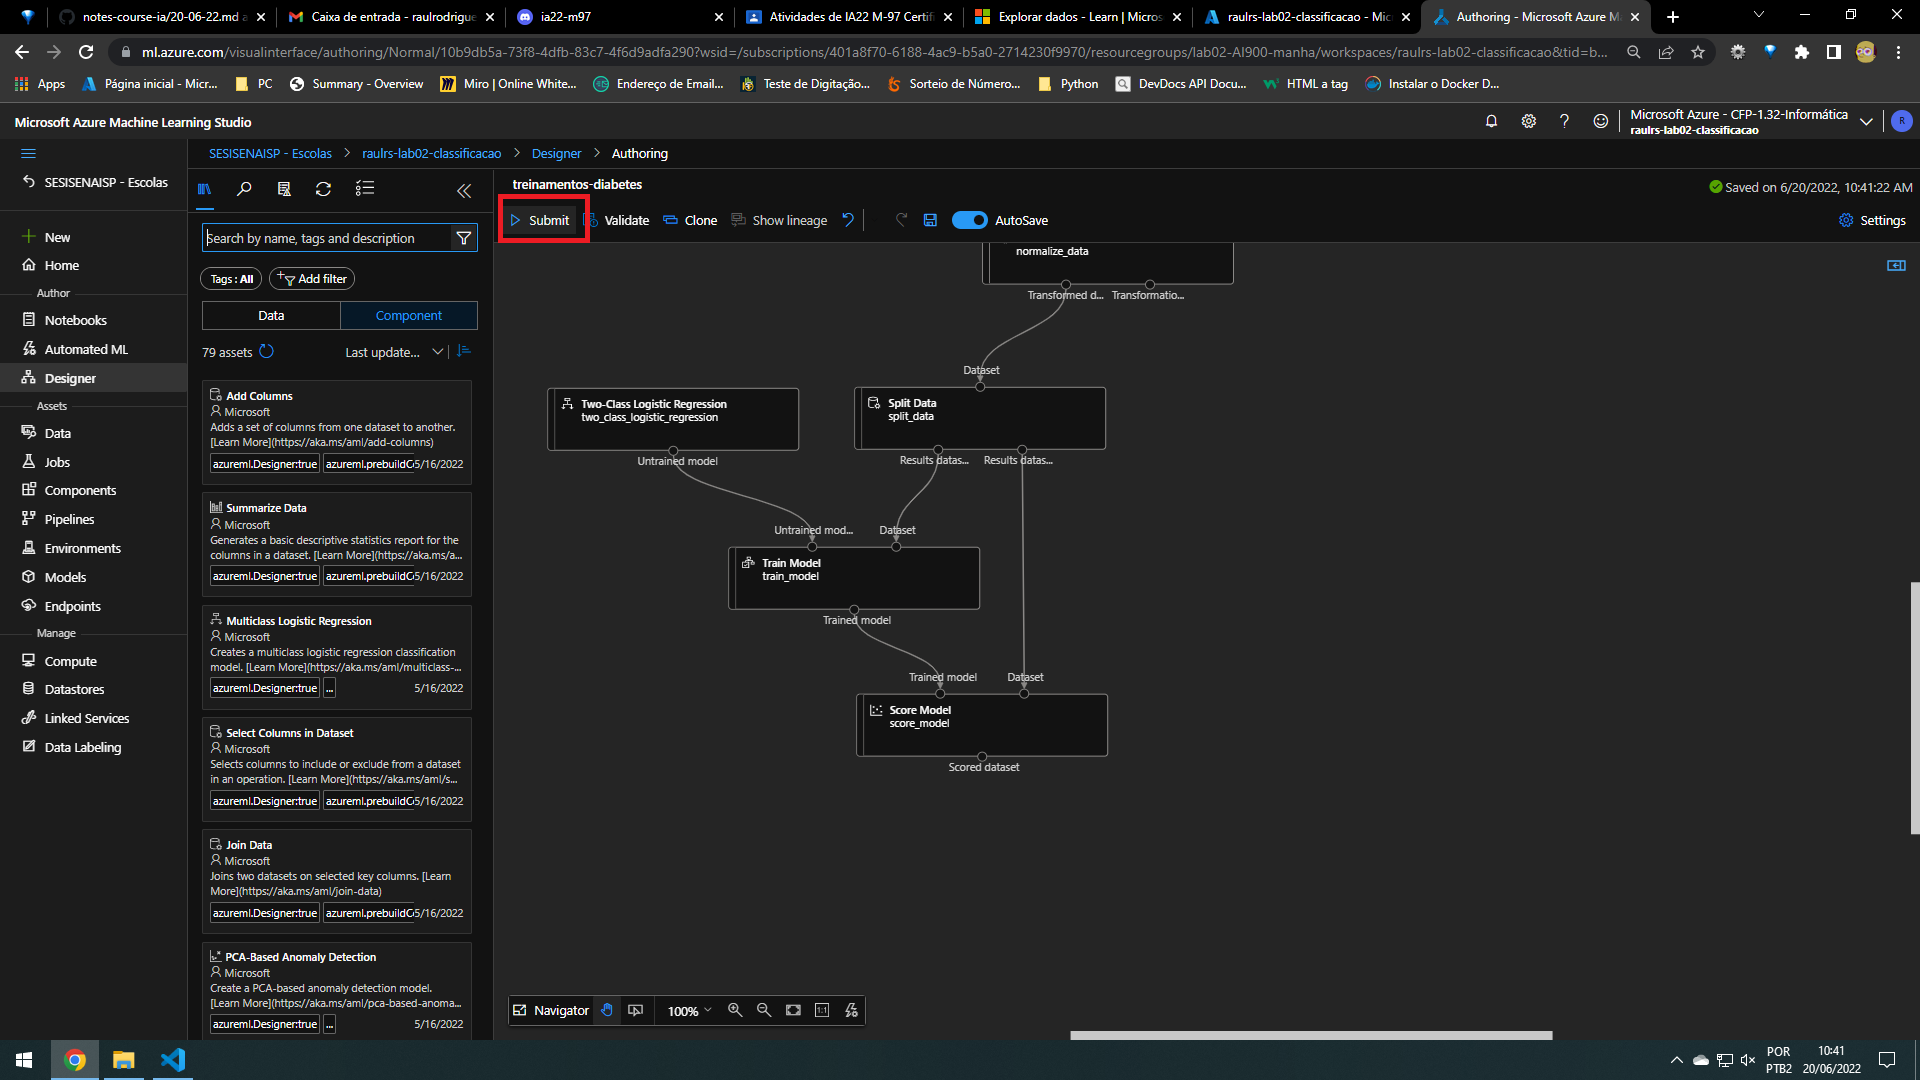 notes-course-ia/20-06-22.md a
Caixa de entrada - raulrodrigue
ia22-m97
Atividades de IA22 M-97 Certifi
Explorar dados - Learn | Micros
raulrs-lab02-classificacao - Mic
Authoring - Microsoft Azure M
ml.azure.com/visualinterface/authoring/Normal/10b9db5a-73f8-4dfb-83c7-4f6d9adfa290?wsid=/subscriptions/401a8f70-6188-4ac9-b5a0-2714230f9970/resourcegroups/lab02-AI900-manha/workspaces/raulrs-lab02-classificacao&tid=b...
Apps
Página inicial - Micr...
PC
Summary - Overview
Miro | Online White...
Endereço de Email...
Teste de Digitação...
Sorteio de Número...
Python
DevDocs API Docu...
HTML a tag
Instalar o Docker D...
Microsoft Azure Machine Learning Studio
Microsoft Azure - CFP-1.32-Informática
raulrs-lab02-classificacao
R
SESISENAISP - Escolas
New
Home
Author
Notebooks
Automated ML
Designer
Assets
Data
Jobs
Components
Pipelines
Environments
Models
Endpoints
Manage
Compute
Datastores
Linked Services
Data Labeling
SESISENAISP - Escolas > raulrs-lab02-classificacao > Designer > Authoring
Search by name, tags and description
Tags : All
Add filter
Data
Component
79 assets
Last update...
Add Columns
Microsoft
Adds a set of columns from one dataset to another.
[Learn More](https://aka.ms/aml/add-columns)
azureml.Designer:true
azureml.prebuildC
5/16/2022
Summarize Data
Microsoft
Generates a basic descriptive statistics report for the
columns in a dataset. [Learn More](https://aka.ms/a...
azureml.Designer:true
azureml.prebuildC
5/16/2022
Multiclass Logistic Regression
Microsoft
Creates a multiclass logistic regression classification
model. [Learn More](https://aka.ms/aml/multiclass-...
azureml.Designer:true
...
5/16/2022
Select Columns in Dataset
Microsoft
Selects columns to include or exclude from a dataset
in an operation. [Learn More](https://aka.ms/aml/s...
azureml.Designer:true
azureml.prebuildC
5/16/2022
Join Data
Microsoft
Joins two datasets on selected key columns. [Learn
More](https://aka.ms/aml/join-data)
azureml.Designer:true
azureml.prebuildC
5/16/2022
PCA-Based Anomaly Detection
Microsoft
Create a PCA-based anomaly detection model.
[Learn More](https://aka.ms/aml/pca-based-anoma...
azureml.Designer:true
...
5/16/2022
treinamentos-diabetes
Saved on 6/20/2022, 10:41:22 AM
Submit
Validate
Clone
Show lineage
AutoSave
Settings
normalize_data
Transformed d...
Transformatio...
Dataset
Two-Class Logistic Regression
two_class_logistic_regression
Split Data
split_data
Untrained model
Results datas...
Results datas...
Untrained mod...
Dataset
Train Model
train_model
Trained model
Trained model
Dataset
Score Model
score_model
Scored dataset
Navigator
100%
1:1
POR
PTB2
10:41
20/06/2022